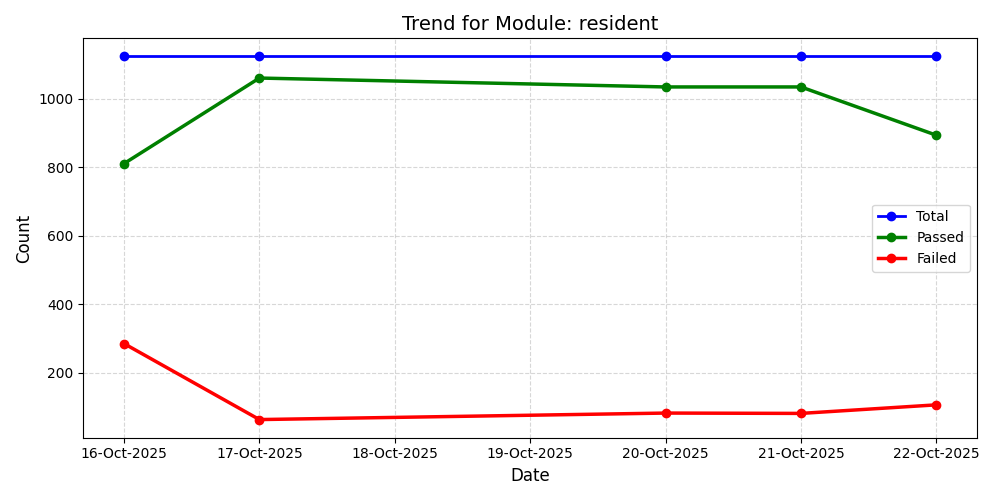 Trend for Module: resident
1000
800
600
400
200
Count
Total
Passed
Failed
16-Oct-2025 17-Oct-2025 18-Oct-2025 19-Oct-2025 20-Oct-2025 21-Oct-2025 22-Oct-2025
Date